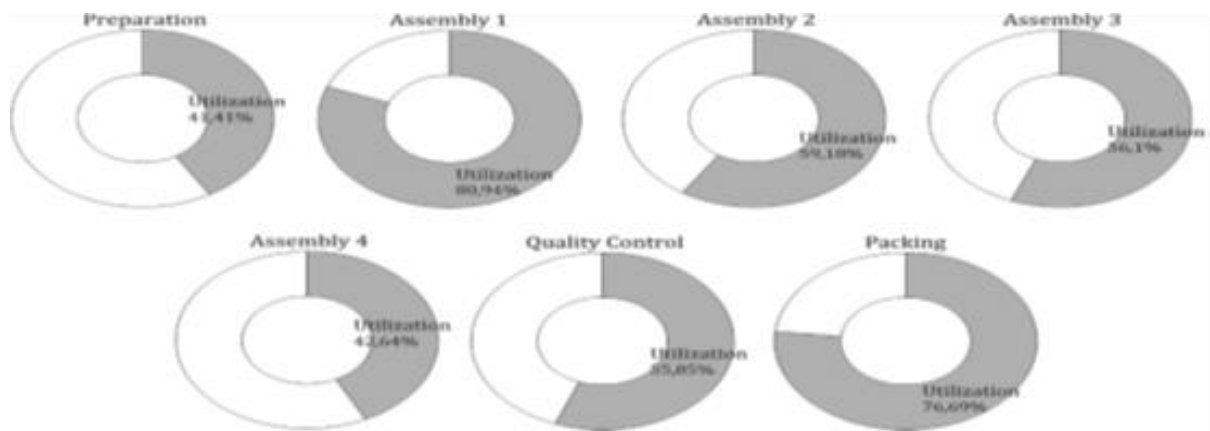 Preparation
Utilization
41,41%
Assembly 1
Utilization
80,94%
Assembly 2
Utilization
59,18%
Assembly 3
Utilization
56,1%
Assembly 4
Utilization
42,64%
Quality Control
Utilization
55,85%
Packing
Utilization
76,69%